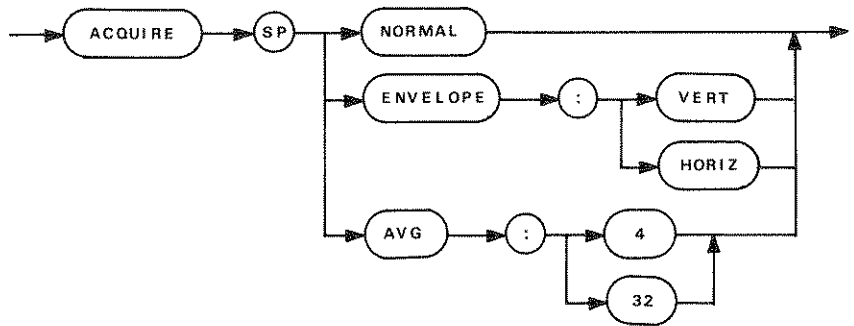 ACQUIRE SP NORMAL
ENVELOPE : VERT
HORIZ
AVG : 4
32